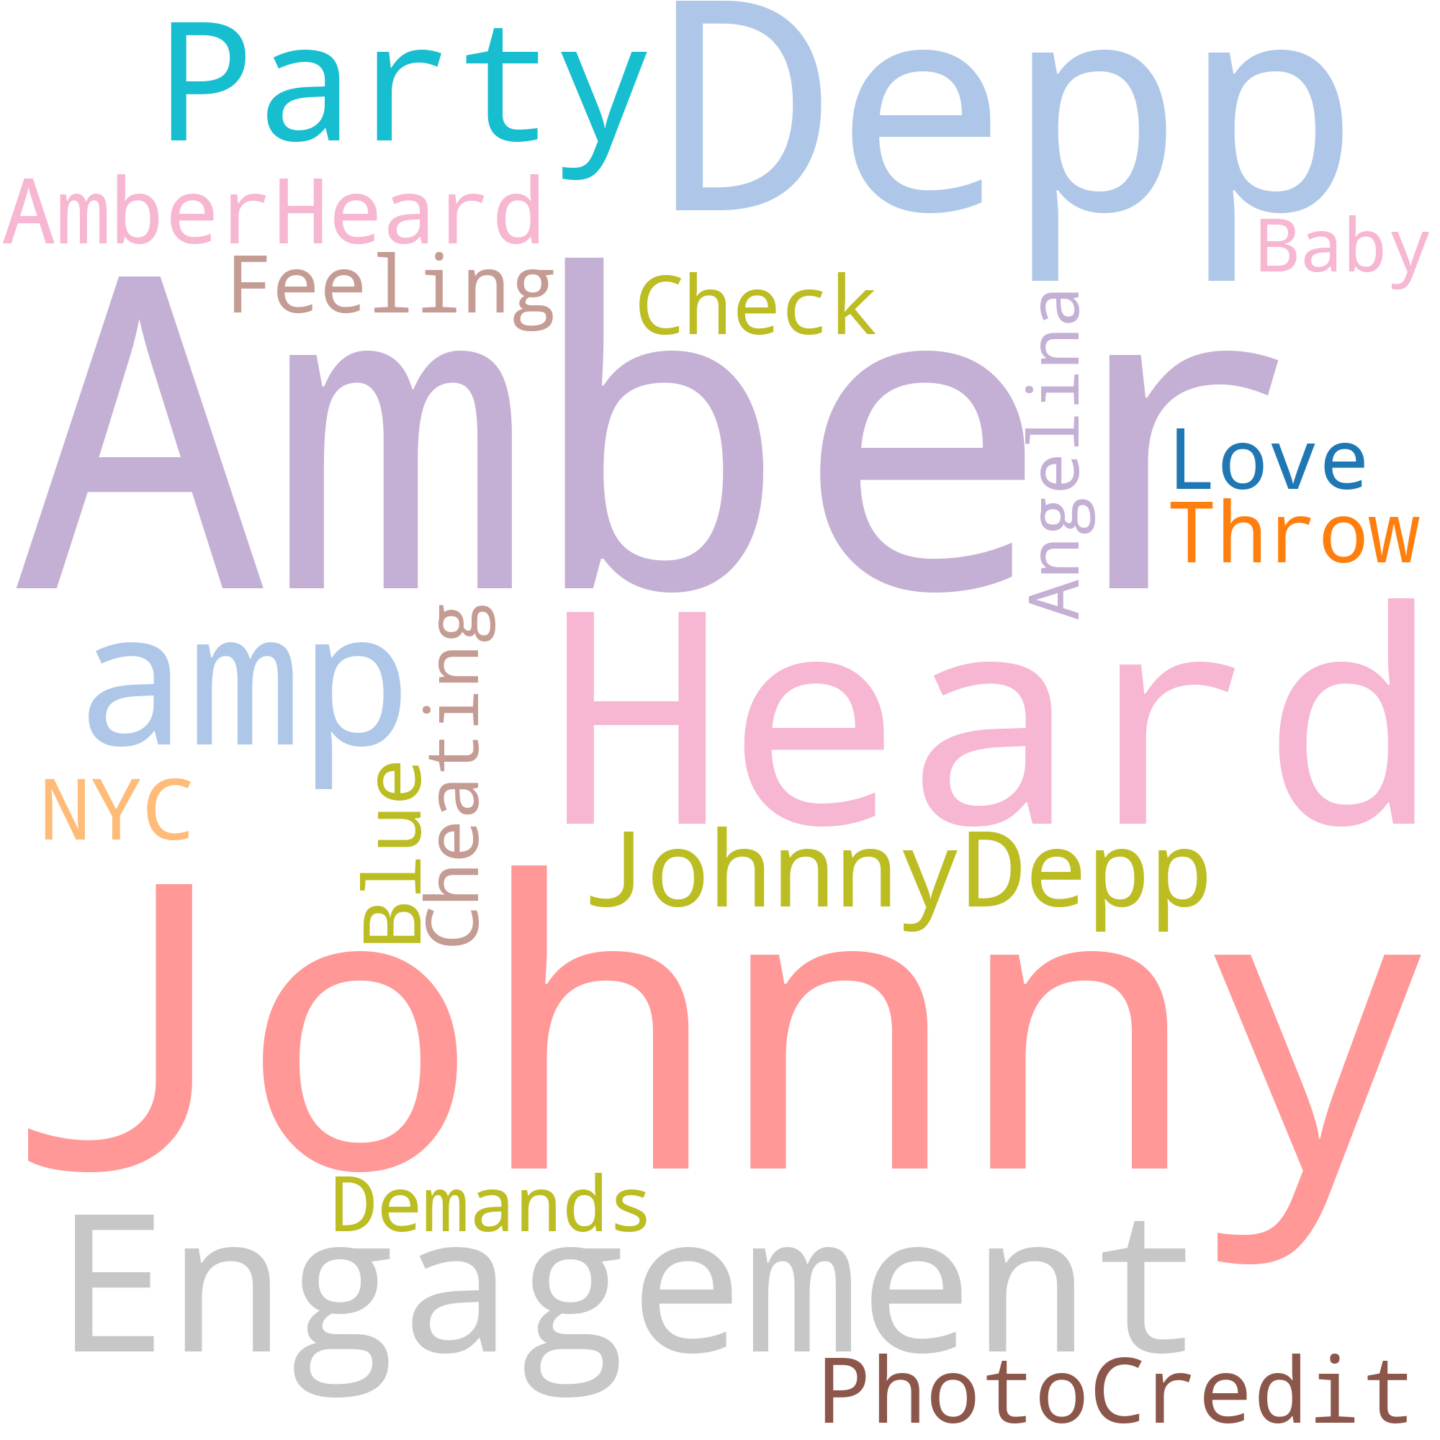 Party
Depp
AmberHeard
Baby
Feeling
Check
Amber
Angelina
Love
Throw
Heard
amp
Cheating
NYC
Blue
JohnnyDepp
Johnny
Demands
Engagement
PhotoCredit